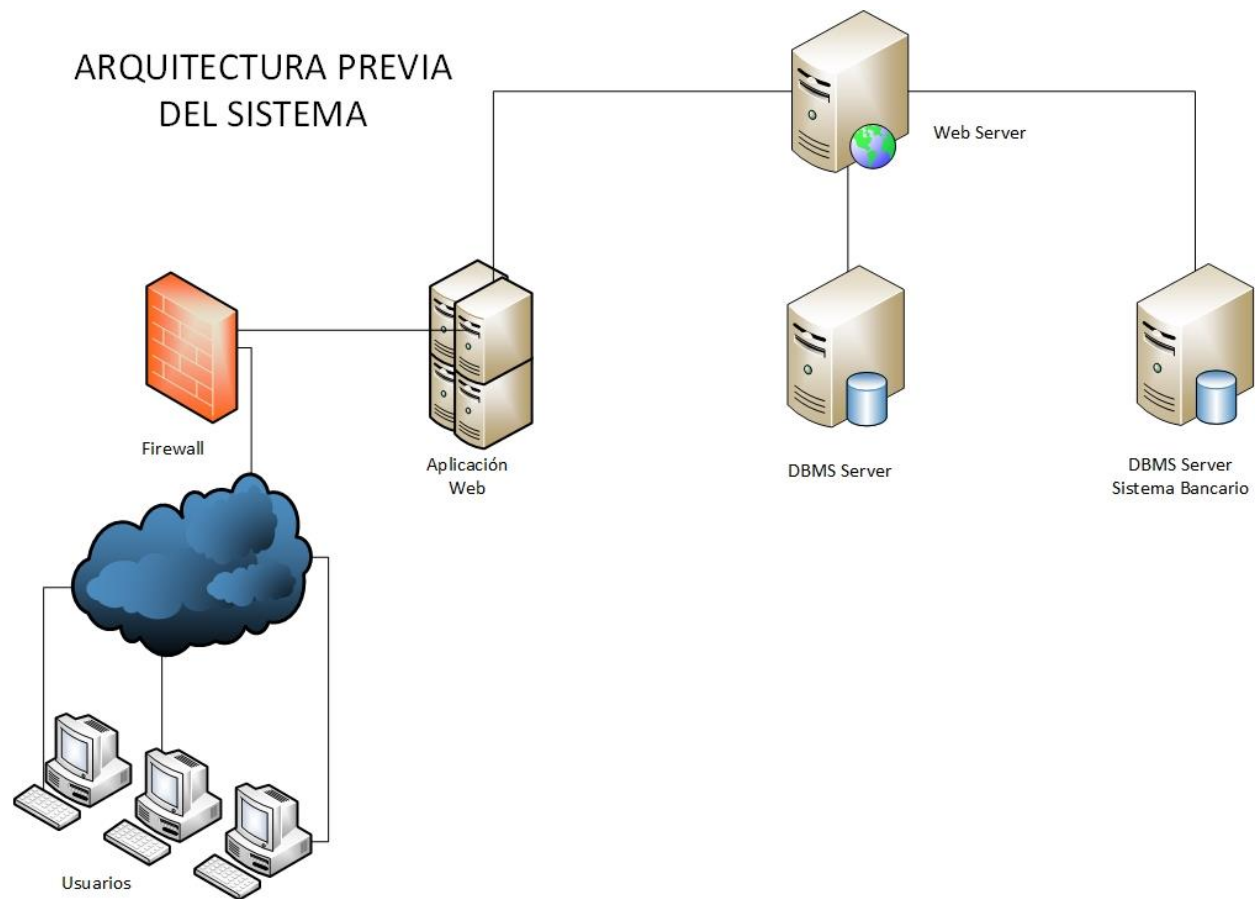 ARQUITECTURA PREVIA
DEL SISTEMA
Web Server
Firewall
Aplicación
Web
DBMS Server
DBMS Server
Sistema Bancario
Usuarios